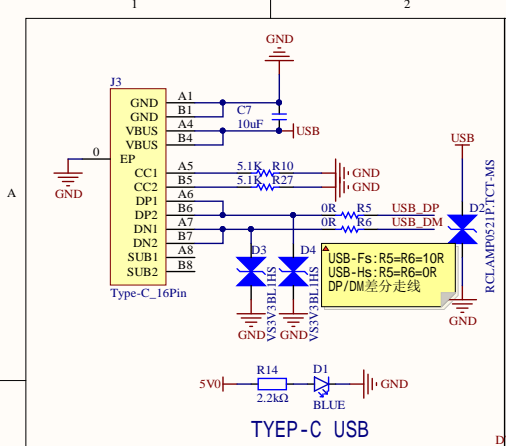 1 2
GND
J3
GND A1
GND B1
VBUS A4
VBUS B4
C7
10uF
USB
0 EP
GND
CC1 A5 5.1K R10 GND
CC2 B5 5.1K R27 GND
DP1 A6
DP2 B6 0R R5 USB_DP
DN1 A7 0R R6 USB_DM
DN2 B7
SUB1 A8
SUB2 B8
Type-C_16Pin
A
USB
D2
RCLAMP0521P.TCT-MS
GND
D3
VS3V3BL1HS
GND
D4
VS3V3BL1HS
GND
USB-Fs:R5=R6=10R
USB-Hs:R5=R6=0R
DP/DM差分走线
5V0 R14 D1 GND
2.2kΩ BLUE
TYEP-C USB
D